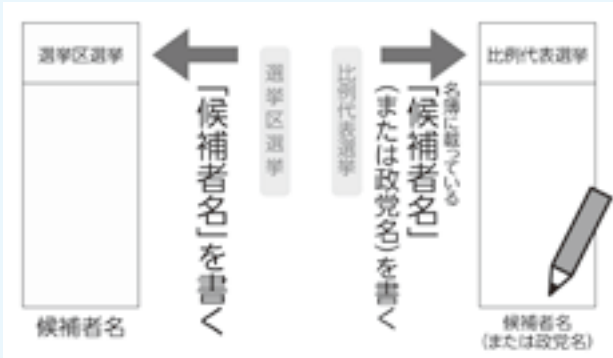 比例代表選挙
候補者名
(または政党名)
比例代表選挙
名簿に載っている
「候補者名」
(または政党名)を書く
選挙区選挙
「候補者名」を書く
選挙区選挙
候補者名